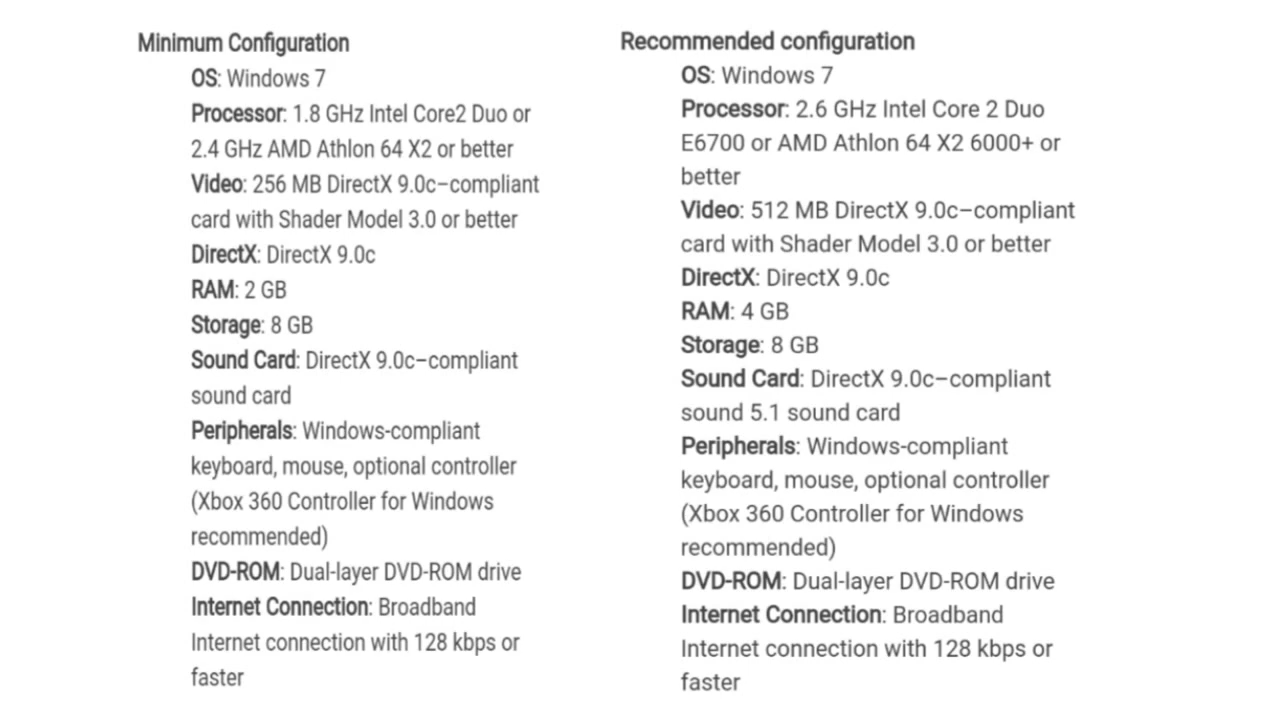 Minimum Configuration
OS: Windows 7
Processor: 1.8 GHz Intel Core2 Duo or
2.4 GHz AMD Athlon 64 X2 or better
Video: 256 MB DirectX 9.0c–compliant
card with Shader Model 3.0 or better
DirectX: DirectX 9.0c
RAM: 2 GB
Storage: 8 GB
Sound Card: DirectX 9.0c–compliant
sound card
Peripherals: Windows-compliant
keyboard, mouse, optional controller
(Xbox 360 Controller for Windows
recommended)
DVD-ROM: Dual-layer DVD-ROM drive
Internet Connection: Broadband
Internet connection with 128 kbps or
faster
Recommended configuration
OS: Windows 7
Processor: 2.6 GHz Intel Core 2 Duo
E6700 or AMD Athlon 64 X2 6000+ or
better
Video: 512 MB DirectX 9.0c–compliant
card with Shader Model 3.0 or better
DirectX: DirectX 9.0c
RAM: 4 GB
Storage: 8 GB
Sound Card: DirectX 9.0c–compliant
sound 5.1 sound card
Peripherals: Windows-compliant
keyboard, mouse, optional controller
(Xbox 360 Controller for Windows
recommended)
DVD-ROM: Dual-layer DVD-ROM drive
Internet Connection: Broadband
Internet connection with 128 kbps or
faster